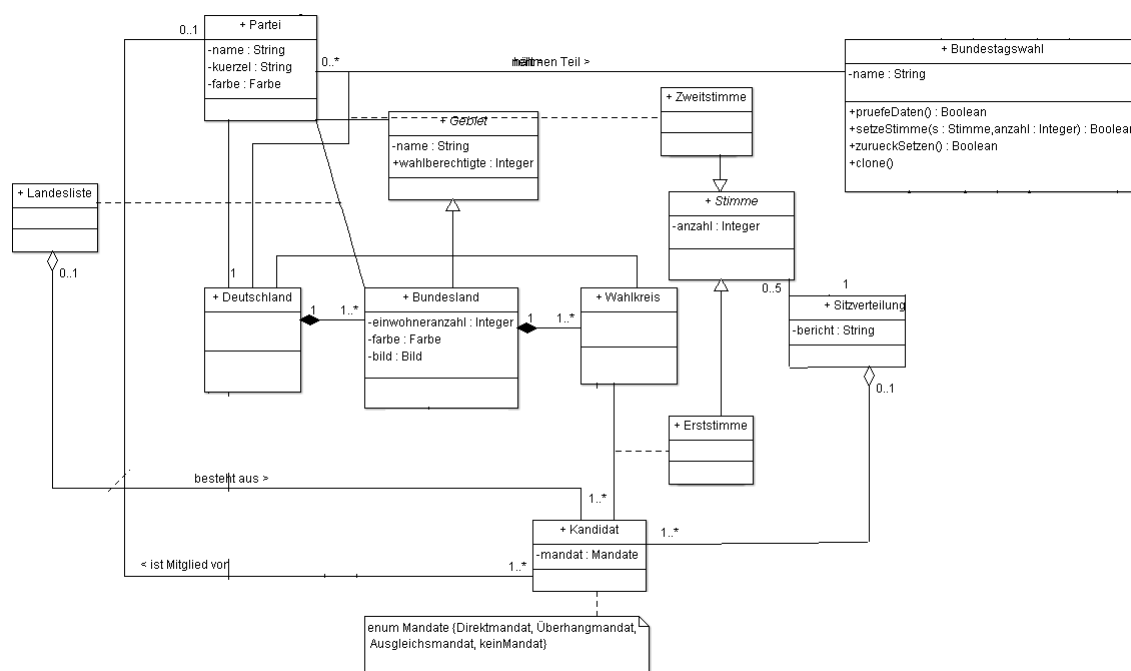 + Partei
-name : String
-kuerzel : String
-farbe : Farbe
0..1
0..*
Teil >
+ Bundestagswahl
-name : String
+pruefeDaten() : Boolean
+setzeStimme(s : Stimme,anzahl : Integer) : Boolean
+zurueckSetzen() : Boolean
+clone()
+ Gebiet
-name : String
+wahlberechtigte : Integer
+ Zweitstimme
+ Stimme
-anzahl : Integer
+ Landesliste
0..1
1
+ Deutschland
1
1..*
+ Bundesland
-einwohneranzahl : Integer
-farbe : Farbe
-bild : Bild
1
1..*
+ Wahlkreis
0..5
1
+ Sitzverteilung
-bericht : String
0..1
+ Erststimme
besteht aus >
1..*
1..*
+ Kandidat
-mandat : Mandate
< ist Mitglied von
1..*
enum Mandate {Direktmandat, Überhangmandat,
Ausgleichsmandat, keinMandat}